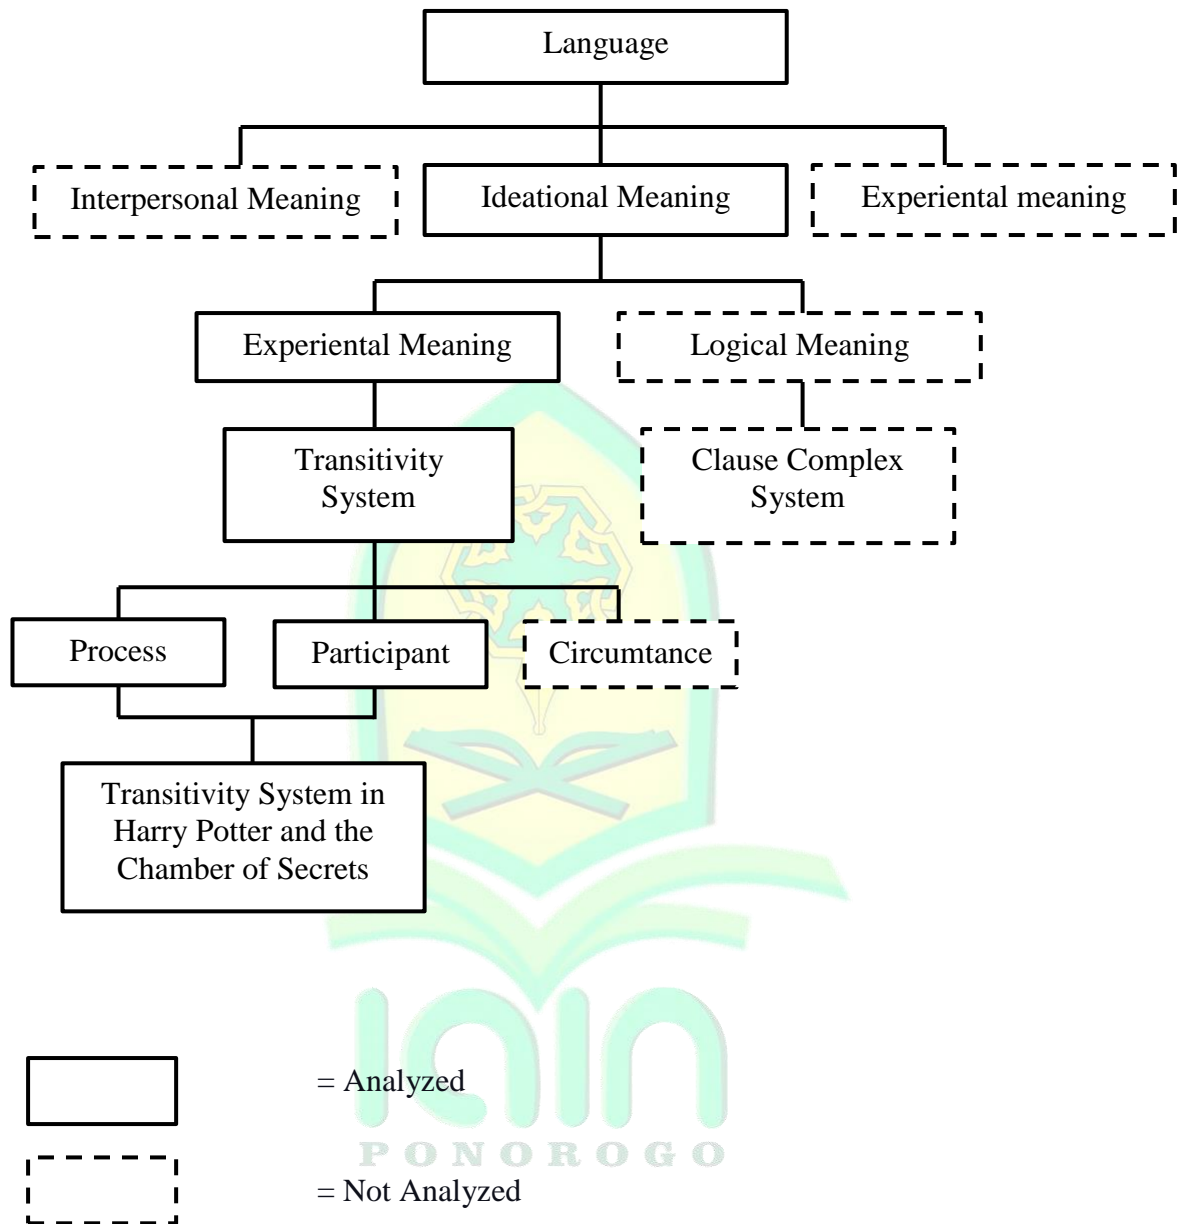 Language
Interpersonal Meaning
Ideational Meaning
Experiental meaning
Experiental Meaning
Logical Meaning
Transitivity
System
Clause Complex
System
Process
Participant
Circumtance
Transitivity System in
Harry Potter and the
Chamber of Secrets
= Analyzed
= Not Analyzed
IAIN
PONOROGO